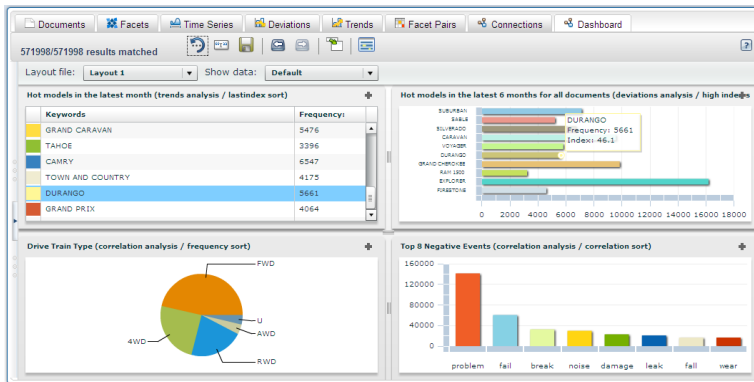 Documents Facets Time Series Deviations Trends Facet Pairs Connections Dashboard
571998/571998 results matched
Layout file: Layout 1 Show data: Default
Hot models in the latest month (trends analysis / lastindex sort)
Keywords Frequency:
GRAND CARAVAN 5476
TAHOE 3396
CAMRY 6547
TOWN AND COUNTRY 4175
DURANGO 5661
GRAND PRIX 4064
Hot models in the latest 6 months for all documents (deviations analysis / high indexes
SUBURBAN
SABLE
SILVERADO
CARAVAN
VOYAGER
DURANGO
GRAND CHEROKEE
RAM 1500
EXPLORER
FIRESTONE
DURANGO
Frequency: 5661
Index: 46.1
0 2000 4000 6000 8000 10000 12000 14000 16000 18000
Drive Train Type (correlation analysis / frequency sort)
FWD
U
AWD
4WD
RWD
Top 8 Negative Events (correlation analysis / correlation sort)
160000
120000
80000
40000
0
problem fail break noise damage leak fall wear